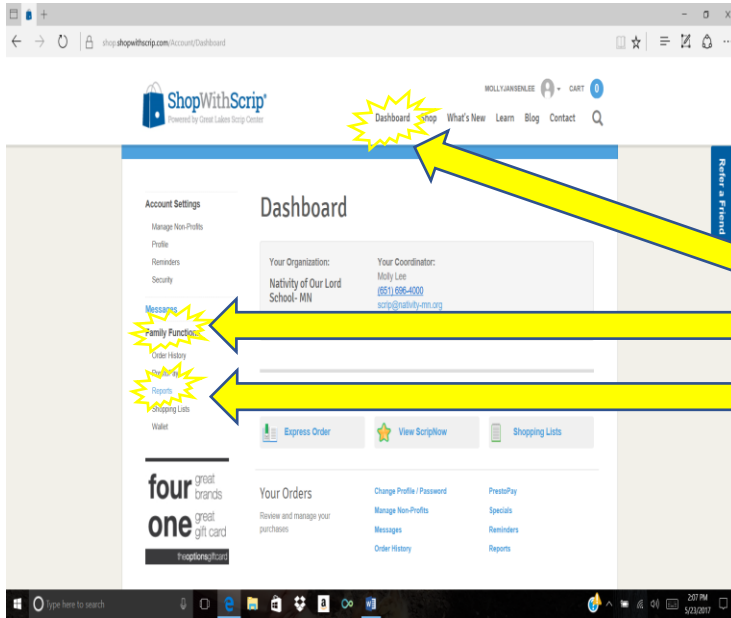 shop.shopwithscrip.com/Account/Dashboard
ShopWithScrip®
Powered by Great Lakes Scrip Center
MOLLYJANSENLEE CART 0
Dashboard Shop What's New Learn Blog Contact
Refer a Friend
Account Settings
Manage Non-Profits
Profile
Reminders
Security
Messages
Family Functions
Order History
Reports
Shopping Lists
Wallet
Dashboard
Your Organization:
Nativity of Our Lord
School- MN
Your Coordinator:
Molly Lee
(651) 696-4000
scrip@nativity-mn.org
Express Order
View ScripNow
Shopping Lists
four great brands
one great gift card
theoptionsgiftcard
Your Orders
Review and manage your
purchases
Change Profile / Password
Manage Non-Profits
Messages
Order History
PrestoPay
Specials
Reminders
Reports
Type here to search
2:07 PM
5/23/2017